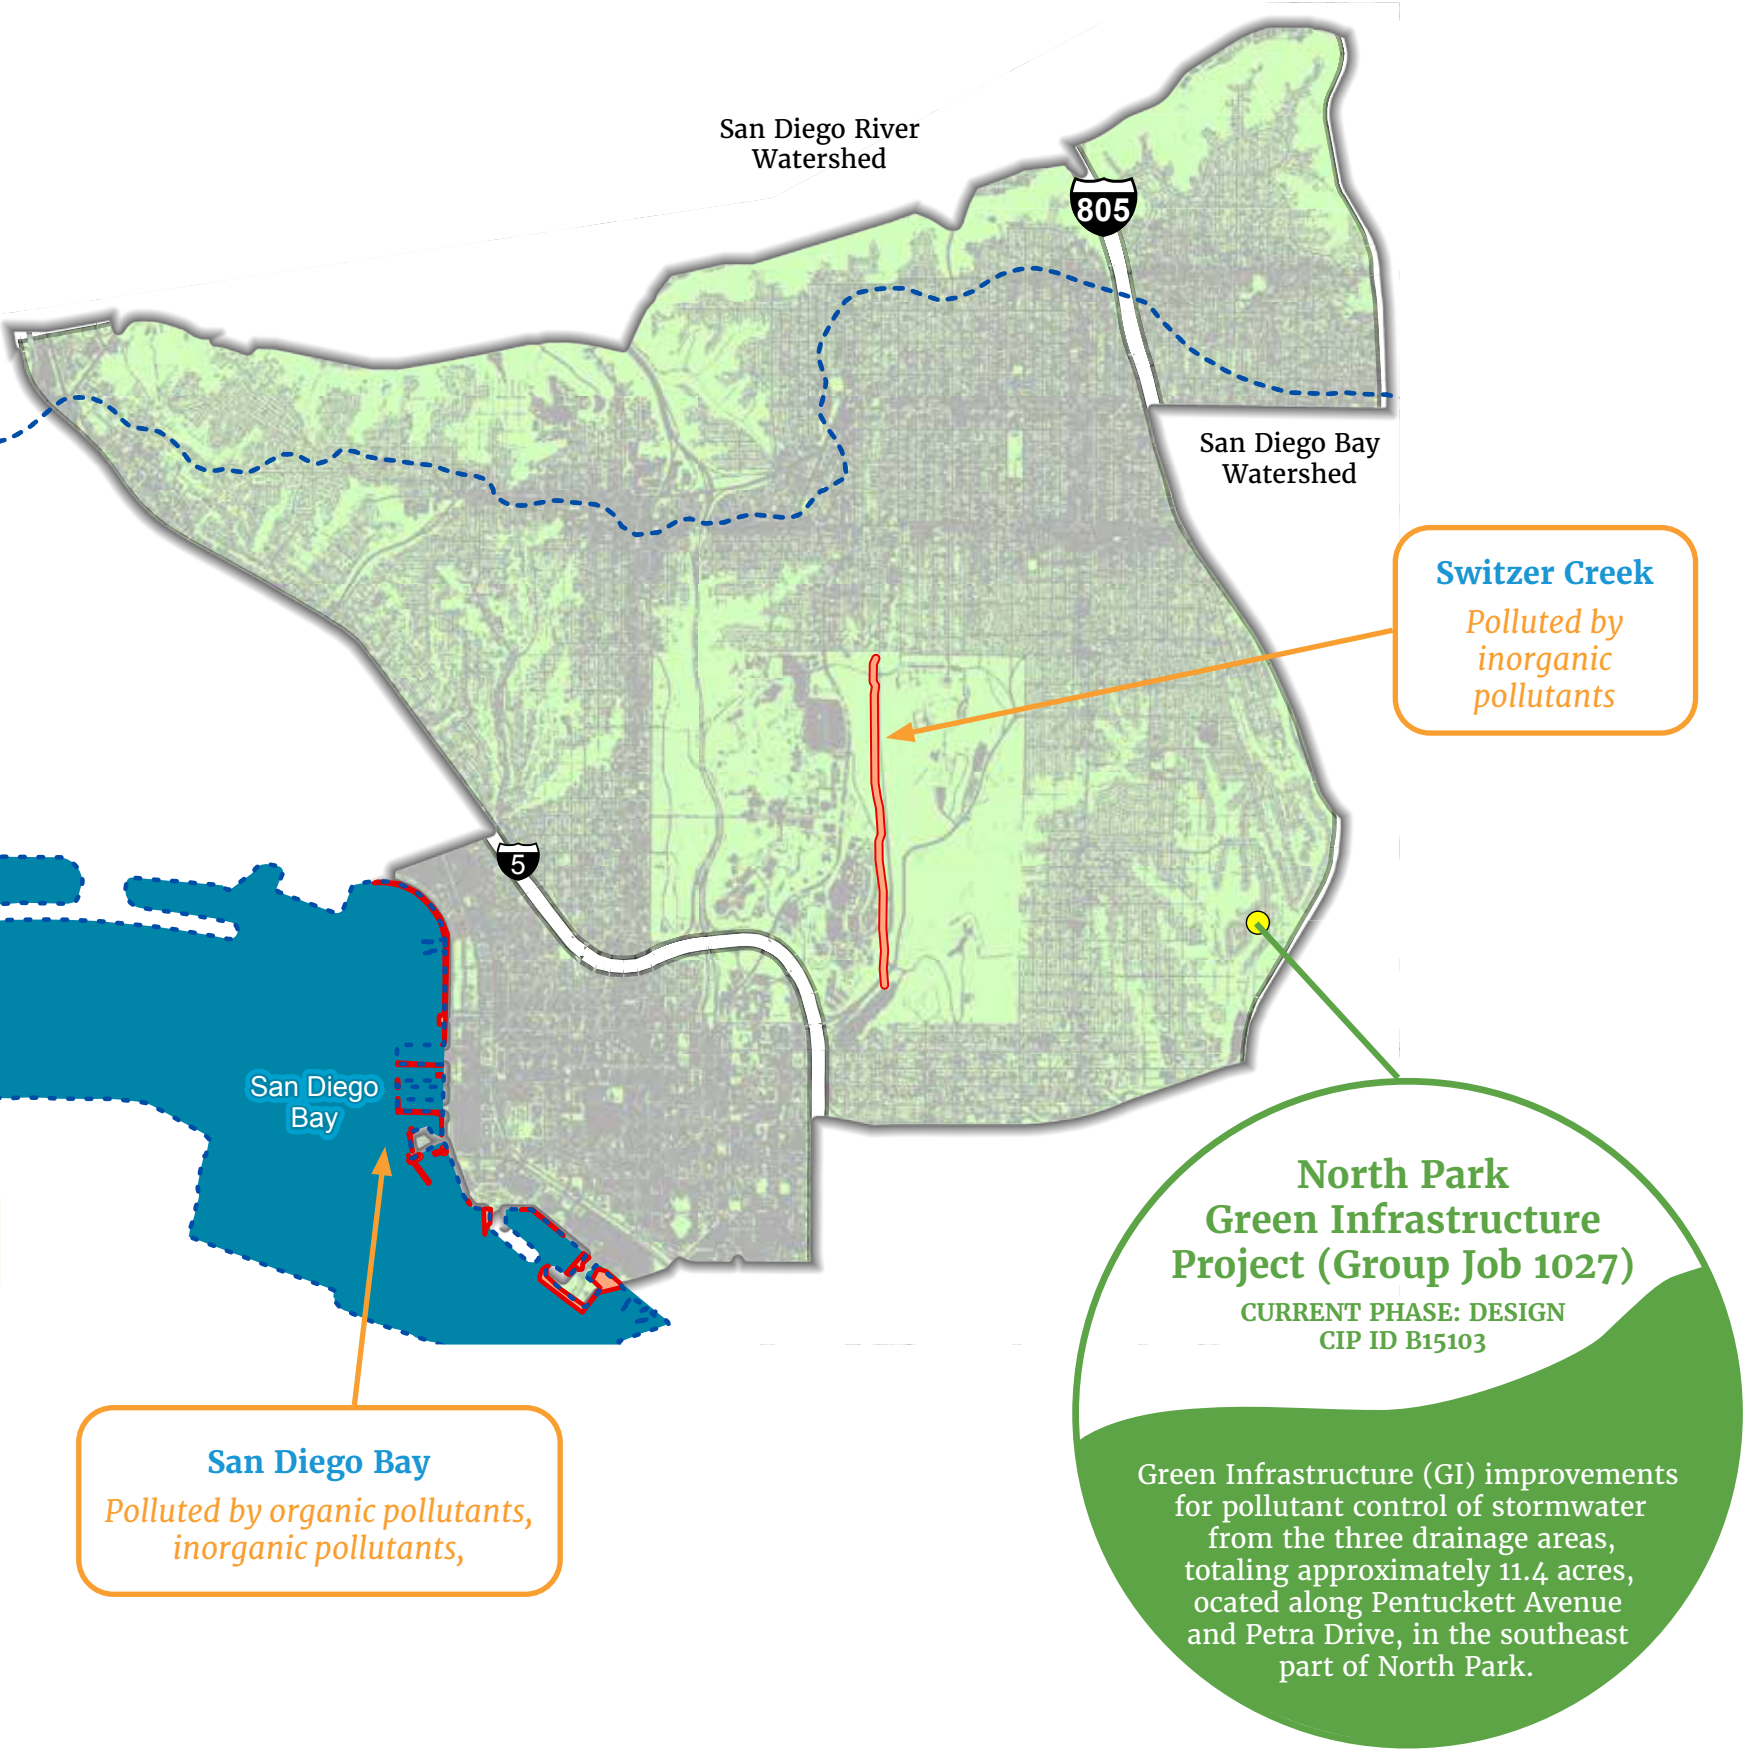 San Diego River
Watershed
805
San Diego Bay
Watershed
Switzer Creek
Polluted by
inorganic
pollutants
5
San Diego
Bay
North Park
Green Infrastructure
Project (Group Job 1027)
CURRENT PHASE: DESIGN
CIP ID B15103
Green Infrastructure (GI) improvements
for pollutant control of stormwater
from the three drainage areas,
totaling approximately 11.4 acres,
ocated along Pentuckett Avenue
and Petra Drive, in the southeast
part of North Park.
San Diego Bay
Polluted by organic pollutants,
inorganic pollutants,